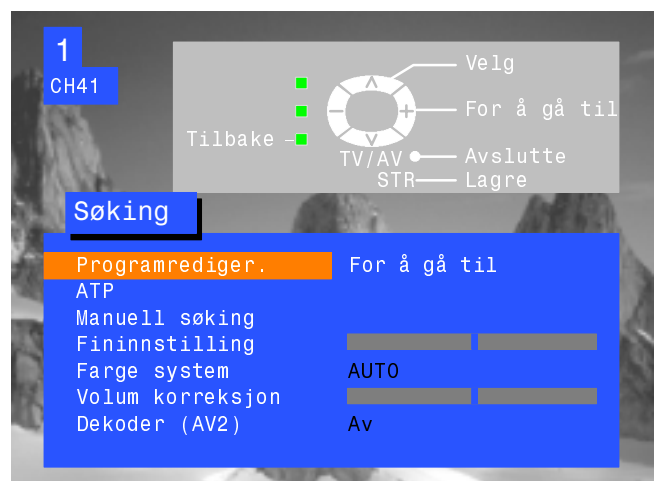 1
CH41
Velg
For å gå til
Tilbake
TV/AV
Avslutte
STR
Lagre
Søking
Programrediger. For å gå til
ATP
Manuell søking
Fininnstilling
Farge system AUTO
Volum korreksjon
Dekoder (AV2) Av